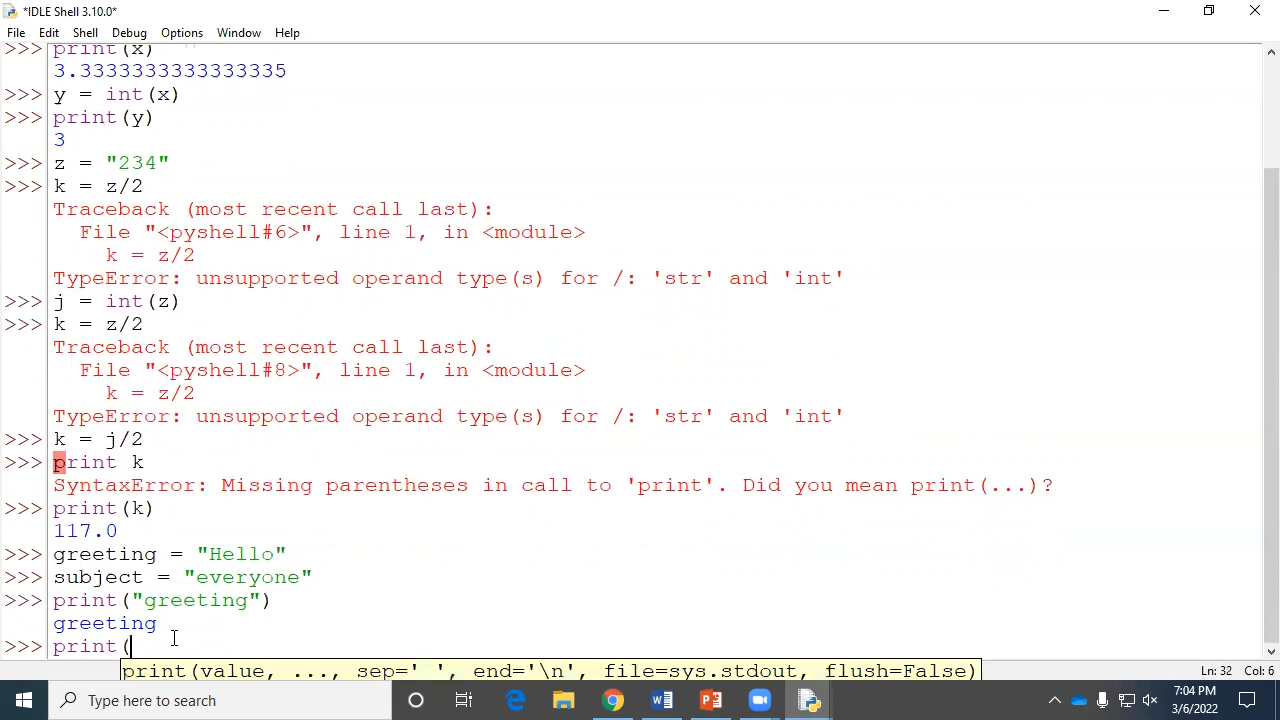 *IDLE Shell 3.10.0*
File Edit Shell Debug Options Window Help
>>> print(x)
3.3333333333333335
>>> y = int(x)
>>> print(y)
3
>>> z = "234"
>>> k = z/2
Traceback (most recent call last):
File "<pyshell#6>", line 1, in <module>
k = z/2
TypeError: unsupported operand type(s) for /: 'str' and 'int'
>>> j = int(z)
>>> k = z/2
Traceback (most recent call last):
File "<pyshell#8>", line 1, in <module>
k = z/2
TypeError: unsupported operand type(s) for /: 'str' and 'int'
>>> k = j/2
>>> print k
SyntaxError: Missing parentheses in call to 'print'. Did you mean print(...)?
>>> print(k)
117.0
>>> greeting = "Hello"
>>> subject = "everyone"
>>> print("greeting")
greeting
>>> print(
print(value, ..., sep=' ', end='\n', file=sys.stdout, flush=False)
Ln: 32 Col: 6
Type here to search
7:04 PM
3/6/2022